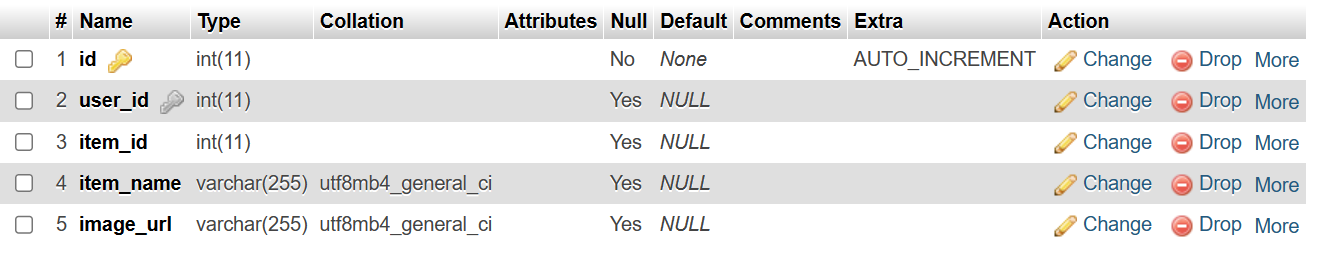 # Name Type Collation Attributes Null Default Comments Extra Action
1 id int(11) No None AUTO_INCREMENT Change Drop More
2 user_id int(11) Yes NULL Change Drop More
3 item_id int(11) Yes NULL Change Drop More
4 item_name varchar(255) utf8mb4_general_ci Yes NULL Change Drop More
5 image_url varchar(255) utf8mb4_general_ci Yes NULL Change Drop More